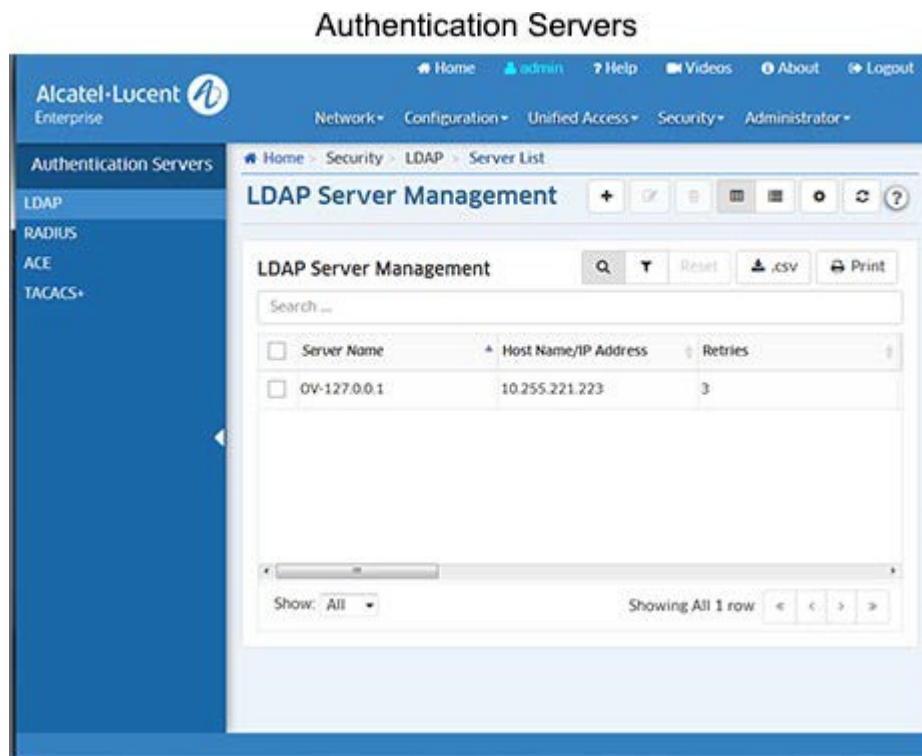 Authentication Servers
Home admin ? Help Videos About Logout
Alcatel·Lucent
Enterprise
Network Configuration Unified Access Security Administrator
Authentication Servers
LDAP
RADIUS
ACE
TACACS+
Home > Security > LDAP > Server List
LDAP Server Management
?
LDAP Server Management
Reset .csv Print
Search ...
Server Name Host Name/IP Address Retries
OV-127.0.0.1 10.255.221.223 3
Show: All Showing All 1 row « ‹ › »